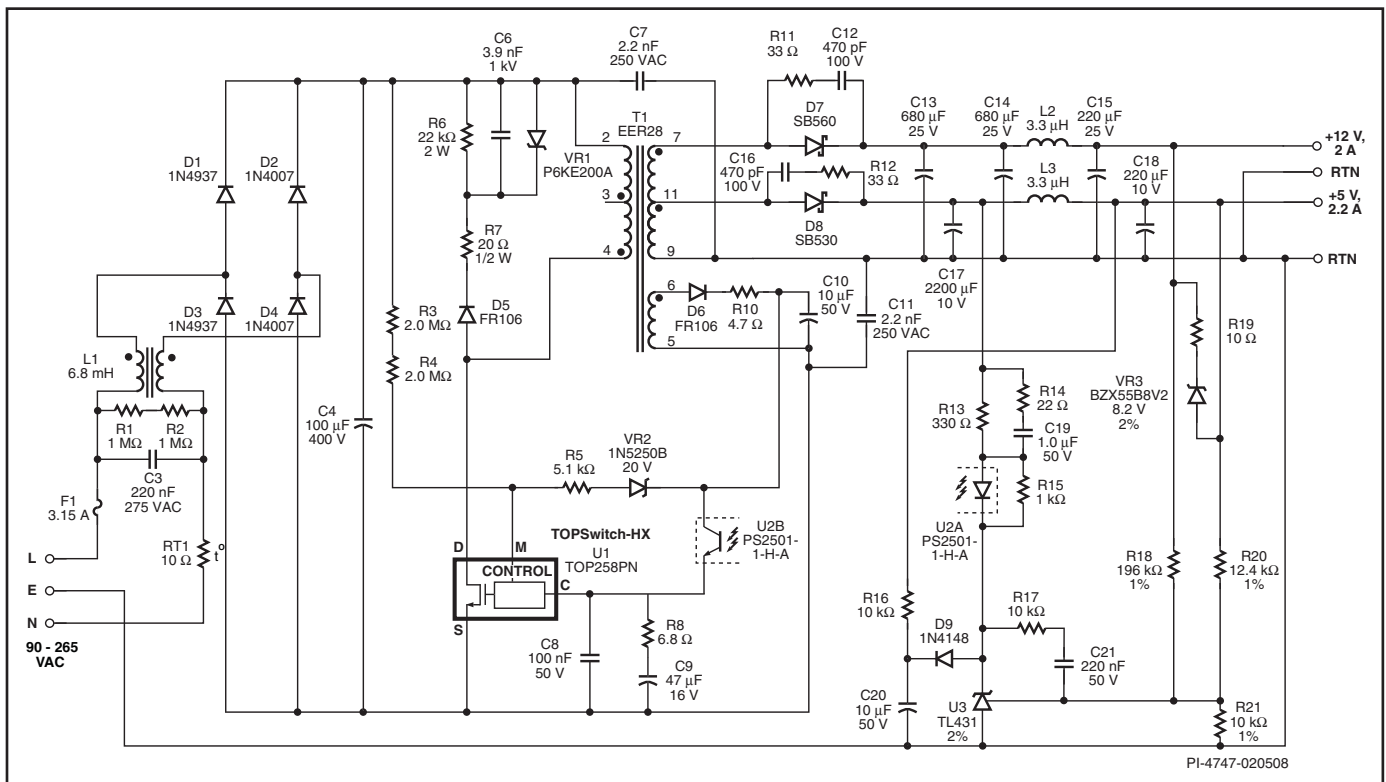 C6
3.9 nF
1 kV
C7
2.2 nF
250 VAC
R11
33 Ω
C12
470 pF
100 V
D7
SB560
C13
680 µF
25 V
C14
680 µF
25 V
L2
3.3 µH
C15
220 µF
25 V
+12 V,
2 A
RTN
+5 V,
2.2 A
RTN
R6
22 kΩ
2 W
VR1
P6KE200A
T1
EER28
2
3
4
7
11
9
6
5
C16
470 pF
100 V
R12
33 Ω
D8
SB530
L3
3.3 µH
C18
220 µF
10 V
D1
1N4937
D2
1N4007
D3
1N4937
D4
1N4007
R7
20 Ω
1/2 W
D5
FR106
R3
2.0 MΩ
R4
2.0 MΩ
D6
FR106
R10
4.7 Ω
C10
10 µF
50 V
C11
2.2 nF
250 VAC
C17
2200 µF
10 V
R19
10 Ω
VR3
BZX55B8V2
8.2 V
2%
L1
6.8 mH
R1
1 MΩ
R2
1 MΩ
C3
220 nF
275 VAC
C4
100 µF
400 V
F1
3.15 A
RT1
10 Ω
t°
L
E
N
90 - 265
VAC
R5
5.1 kΩ
VR2
1N5250B
20 V
R13
330 Ω
R14
22 Ω
C19
1.0 µF
50 V
R15
1 kΩ
U2A
PS2501-
1-H-A
U2B
PS2501-
1-H-A
TOPSwitch-HX
U1
TOP258PN
D
M
CONTROL
C
S
C8
100 nF
50 V
R8
6.8 Ω
C9
47 µF
16 V
R16
10 kΩ
D9
1N4148
R17
10 kΩ
C21
220 nF
50 V
R18
196 kΩ
1%
R20
12.4 kΩ
1%
C20
10 µF
50 V
U3
TL431
2%
R21
10 kΩ
1%
PI-4747-020508